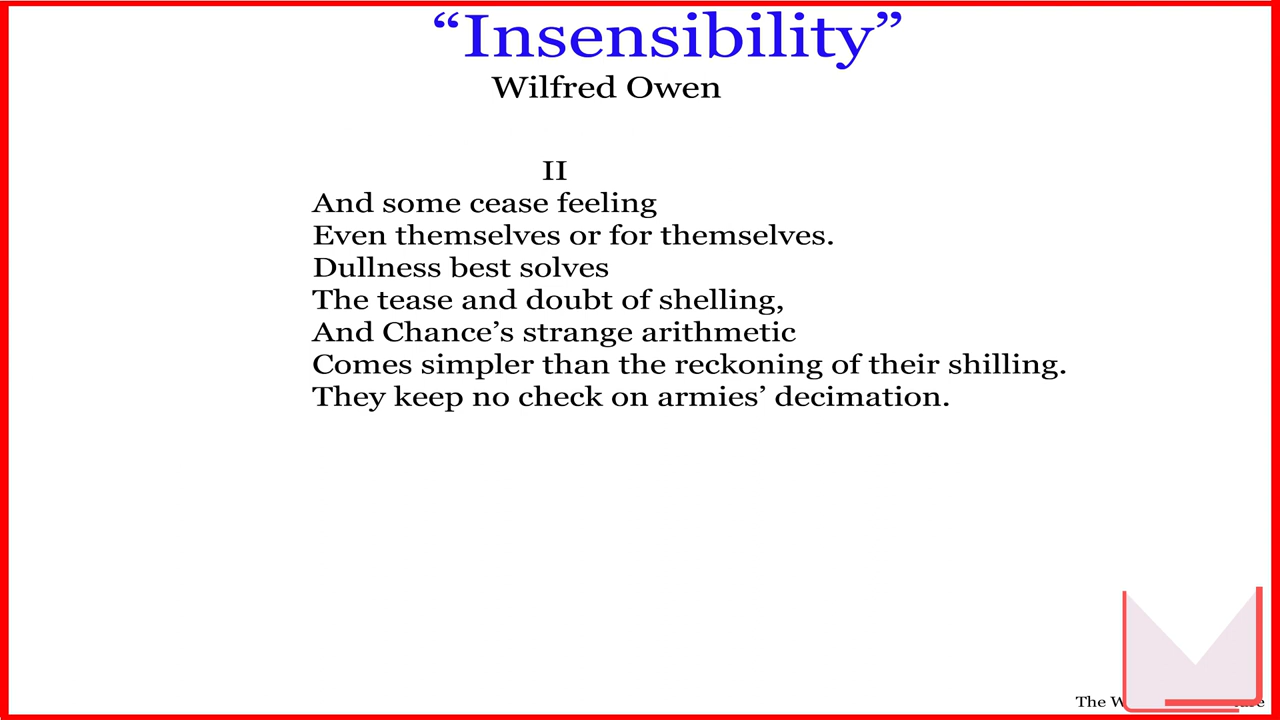 “Insensibility”
Wilfred Owen
II
And some cease feeling
Even themselves or for themselves.
Dullness best solves
The tease and doubt of shelling,
And Chance’s strange arithmetic
Comes simpler than the reckoning of their shilling.
They keep no check on armies’ decimation.
The